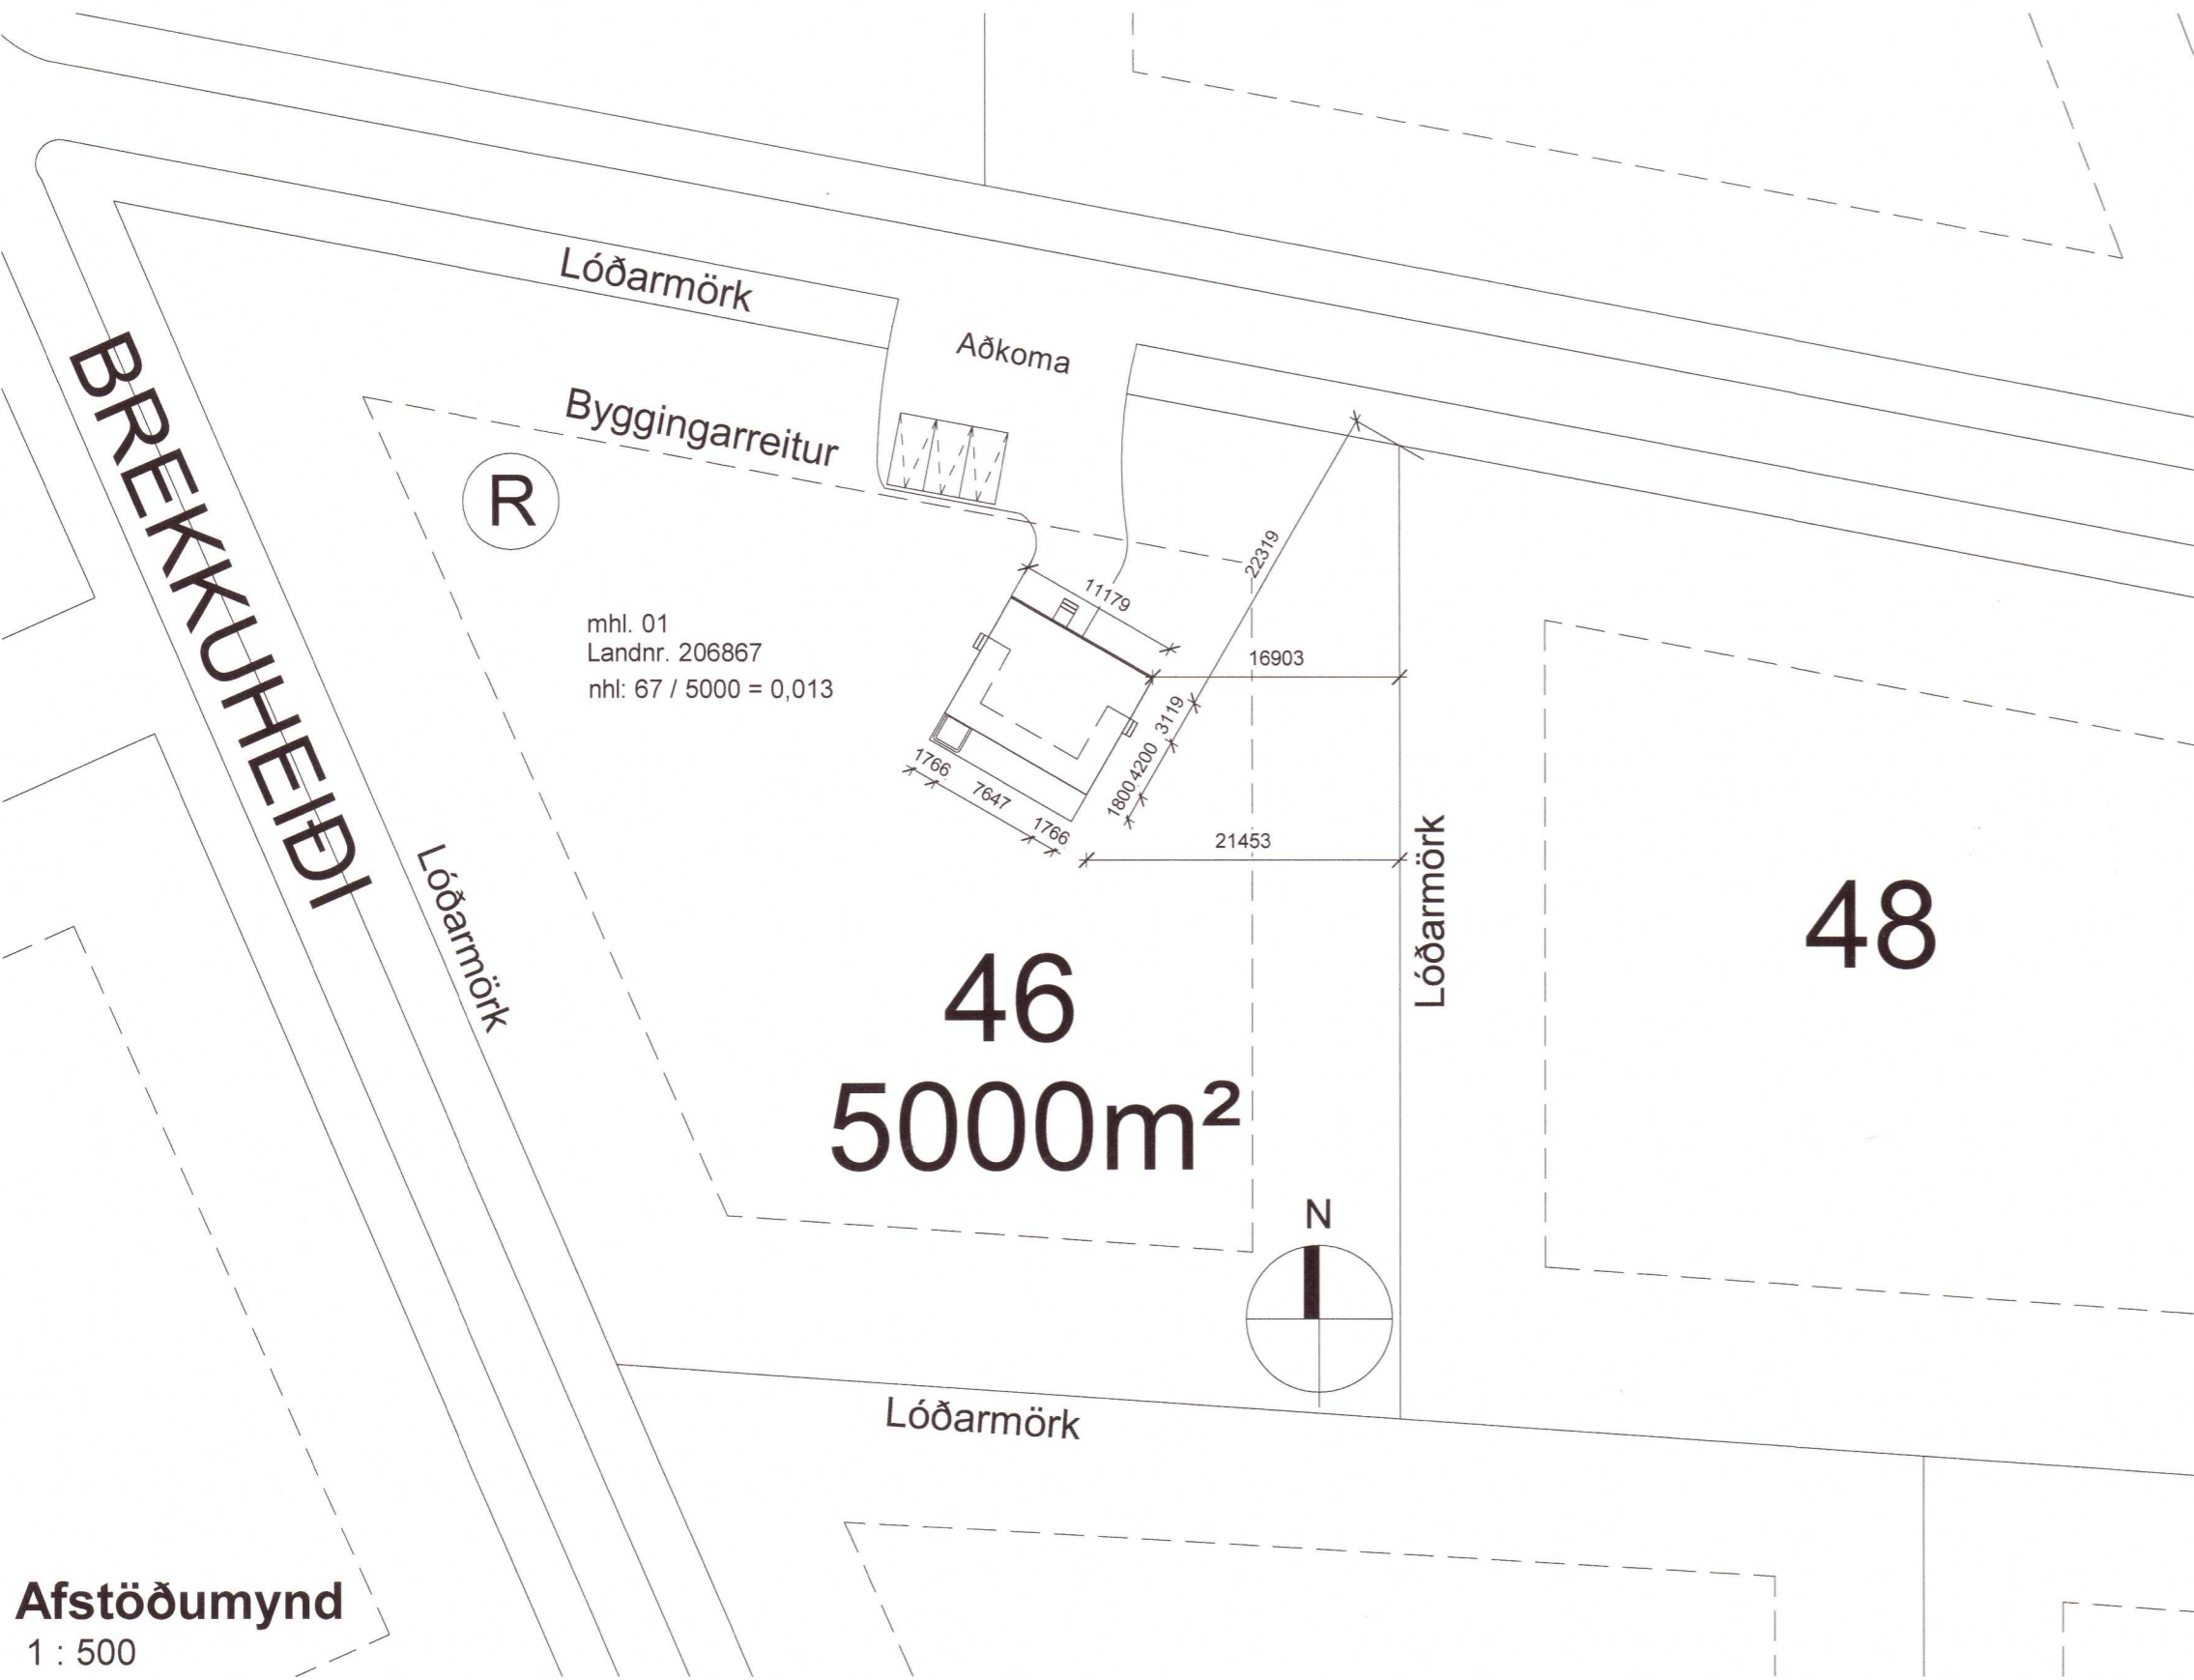 Lóðarmörk
Aðkoma
BREKKUHEIÐI
Byggingarreitur
R
22319
11179
mhl. 01
Landnr. 206867
nhl: 67 / 5000 = 0,013
16903
3119
4200
1800
1766
7647
1766
21453
Lóðarmörk
Lóðarmörk
48
46
5000m²
N
Lóðarmörk
Afstöðumynd
1 : 500